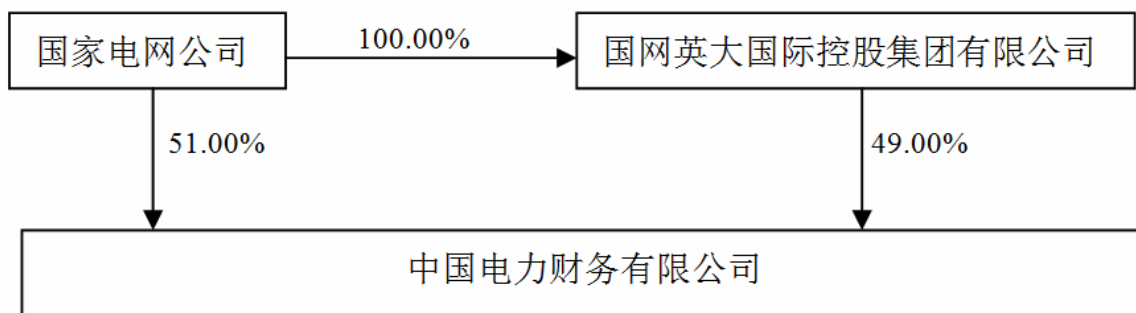 国家电网公司
100.00%
国网英大国际控股集团有限公司
51.00%
49.00%
中国电力财务有限公司